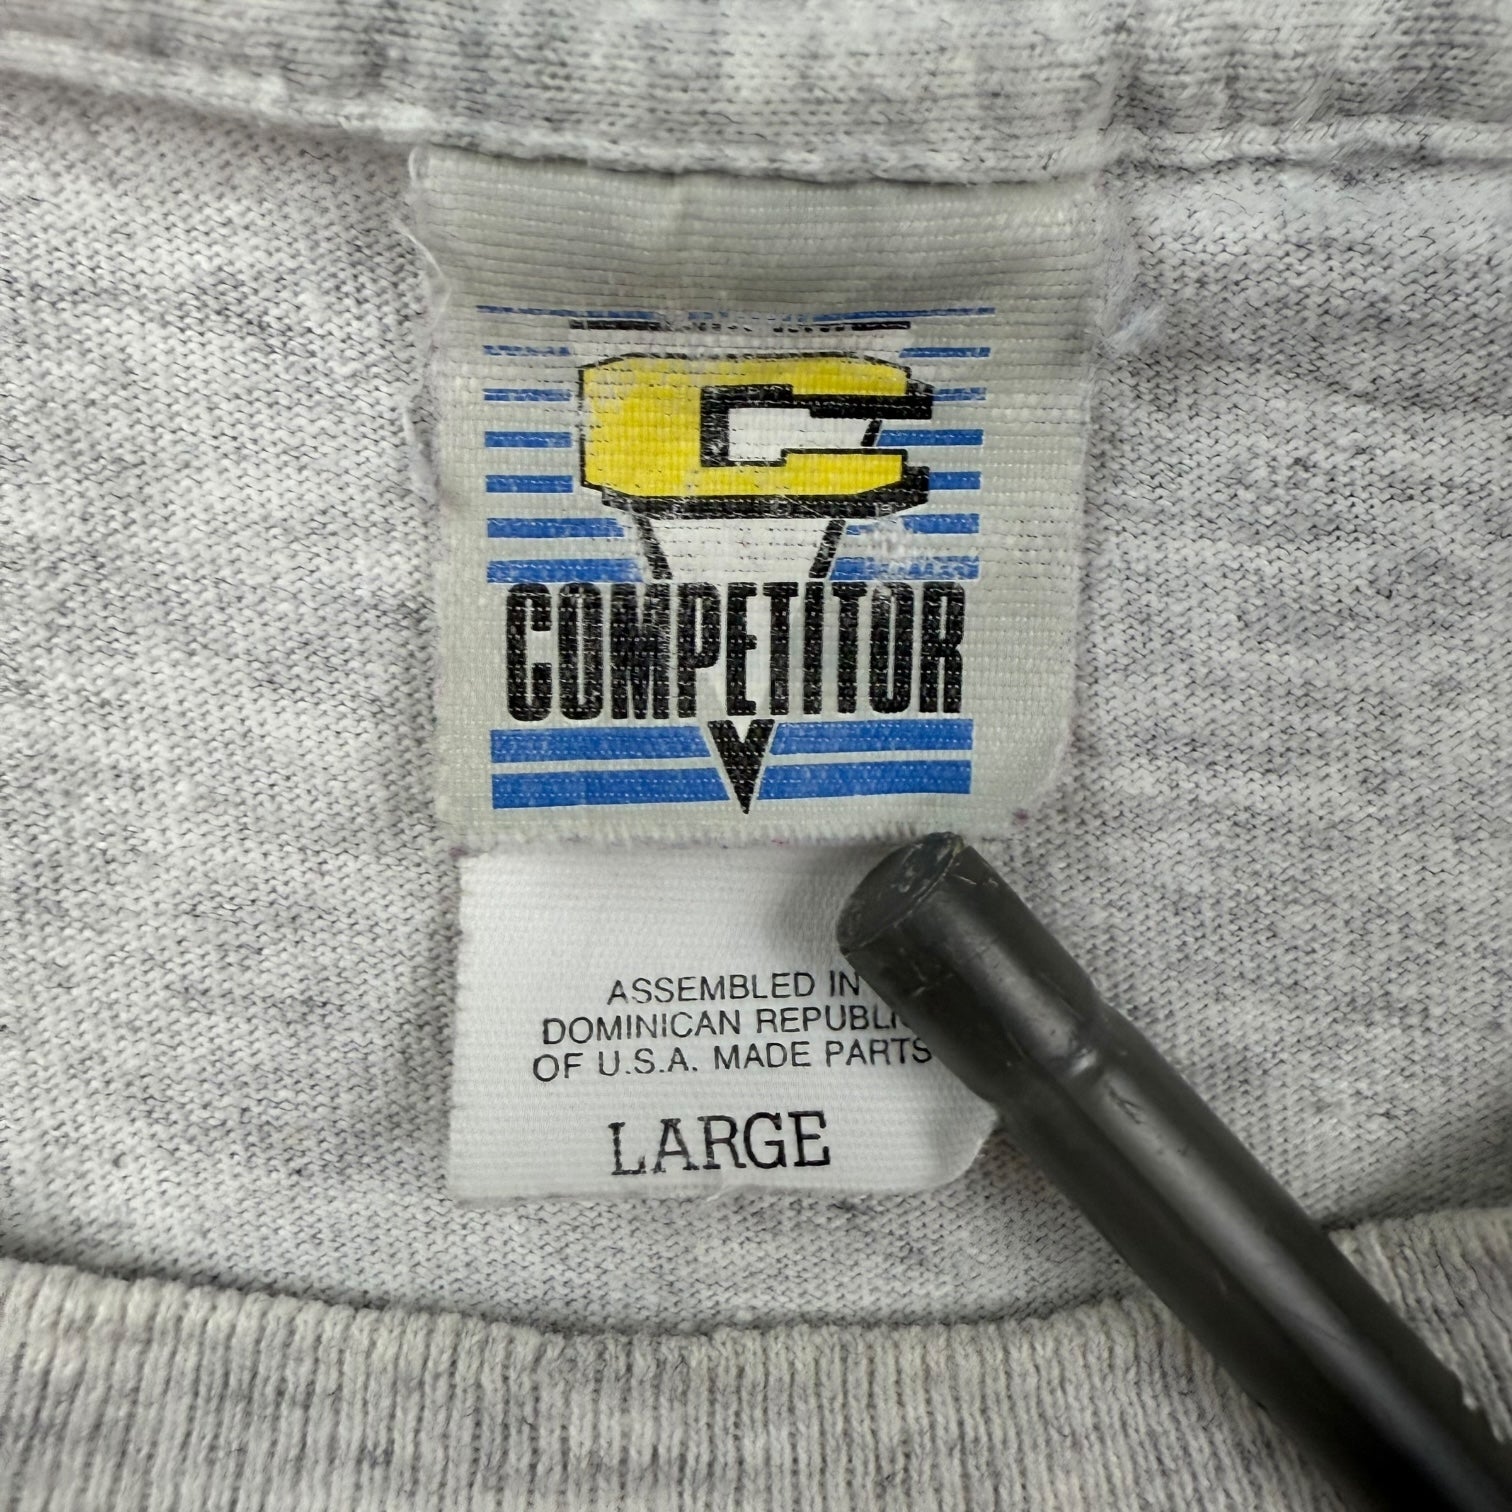 C
COMPETITOR
ASSEMBLED IN
DOMINICAN REPUBLIC
OF U.S.A. MADE PARTS
LARGE